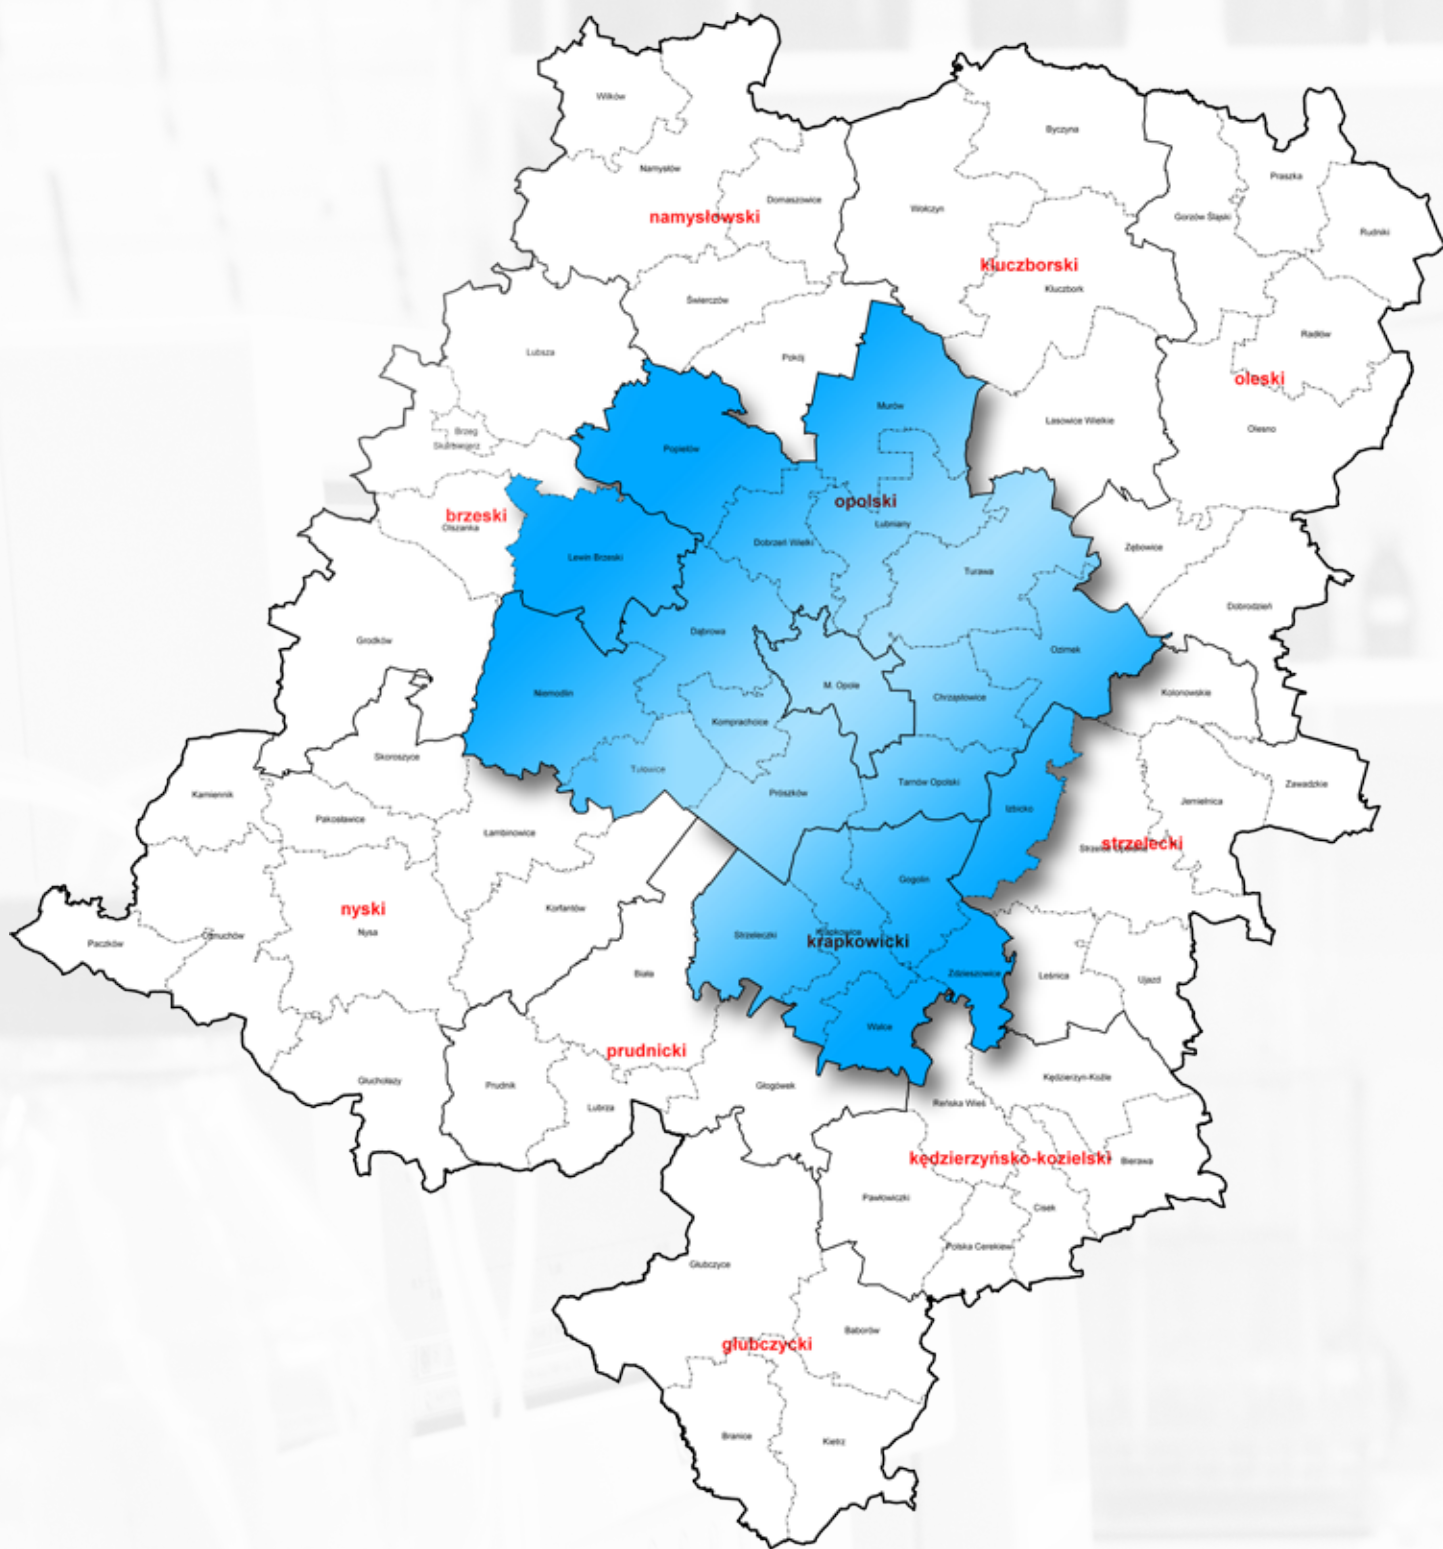 Wilków
Byczyna
Namysłów
Praszka
Domaszowice
Wołczyn
namysłowski
Gorzów Śląski
Rudniki
kluczborski
Kluczbork
Świerczów
Radłów
Lubsza
Pokój
oleski
Murów
Lasowice Wielkie
Olesno
Brzeg
Skarbimierz
Popielów
opolski
brzeski
Olszanka
Łubniany
Dobrzeń Wielki
Zębowice
Lewin Brzeski
Turawa
Dobrodzień
Dąbrowa
Grodków
Ozimek
M. Opole
Niemodlin
Chrząstowice
Kolonowskie
Komprachcice
Skoroszyce
Tułowice
Tarnów Opolski
Zawadzkie
Kamiennik
Prószków
Izbicko
Jemielnica
Pakosławice
Łambinowice
strzelecki
Strzelce Opolskie
Gogolin
nyski
Korfantów
Nysa
Strzeleczki
Krapkowice
krapkowicki
Otmuchów
Paczków
Biała
Zdzieszowice
Leśnica
Ujazd
Walce
prudnicki
Głuchołazy
Prudnik
Głogówek
Kędzierzyn-Koźle
Lubrza
Reńska Wieś
kędzierzyńsko-kozielski
Bierawa
Pawłowiczki
Cisek
Polska Cerekiew
Głubczyce
Baborów
głubczycki
Branice
Kietrz